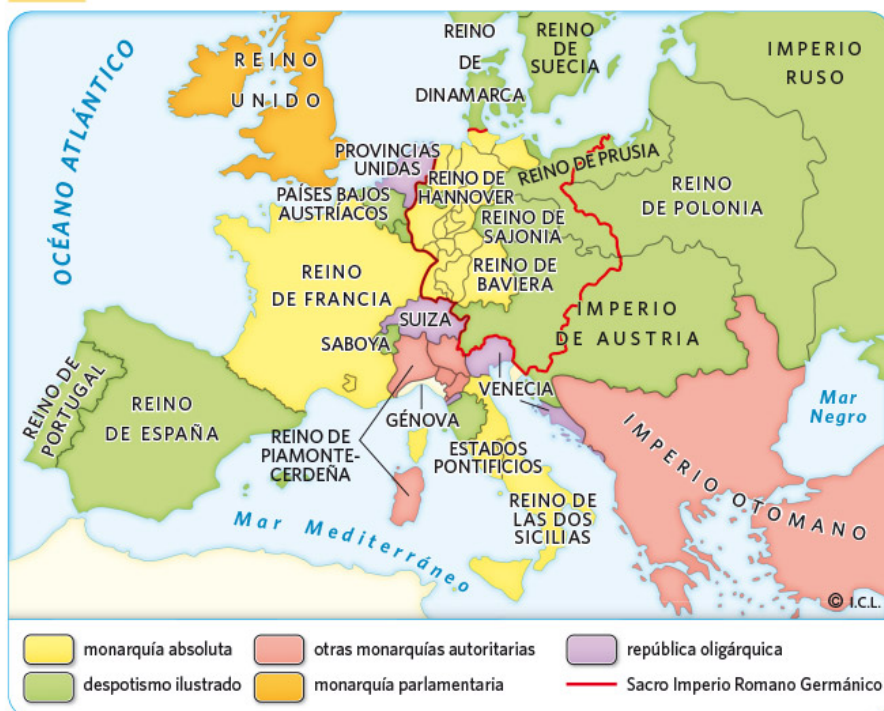 OCÉANO ATLÁNTICO
REINO
UNIDO
REINO
DE
DINAMARCA
REINO
DE
SUECIA
IMPERIO
RUSO
PROVINCIAS
UNIDAS
REINO DE
HANNOVER
REINO DE PRUSIA
PAÍSES BAJOS
AUSTRÍACOS
REINO DE
SAJONIA
REINO
DE POLONIA
REINO
DE FRANCIA
REINO DE
BAVIERA
SUIZA
IMPERIO
DE AUSTRIA
SABOYA
VENECIA
REINO DE
PORTUGAL
REINO
DE ESPAÑA
GÉNOVA
REINO DE
PIAMONTE-
CERDEÑA
ESTADOS
PONTIFICIOS
Mar
Negro
IMPERIO OTOMANO
REINO DE
LAS DOS
SICILIAS
Mar Mediterráneo
© I.C.L.
monarquía absoluta
otras monarquías autoritarias
república oligárquica
despotismo ilustrado
monarquía parlamentaria
Sacro Imperio Romano Germánico